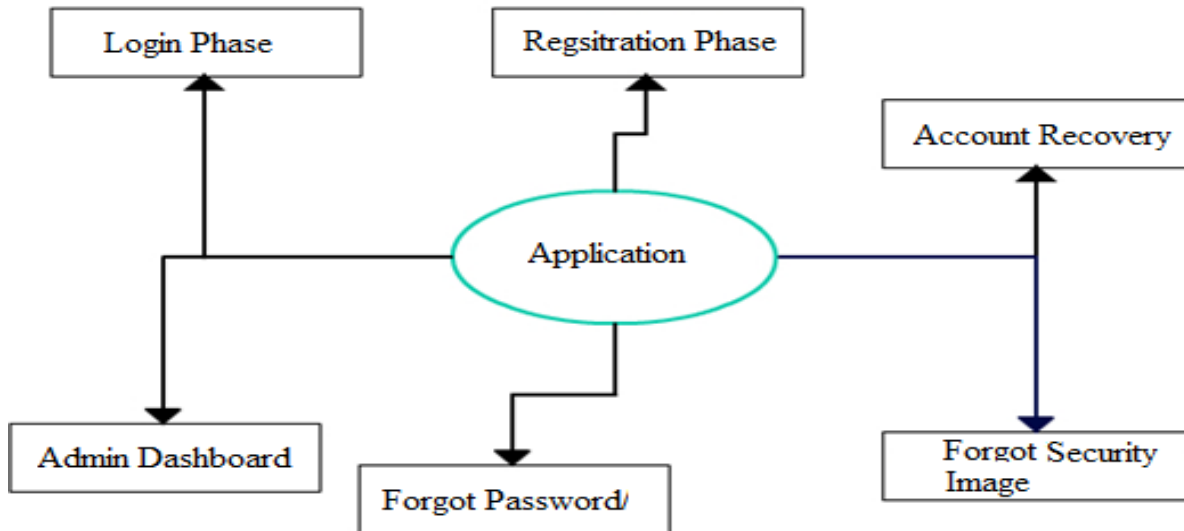 Login Phase
Regsitration Phase
Account Recovery
Application
Admin Dashboard
Forgot Security
Image
Forgot Password/